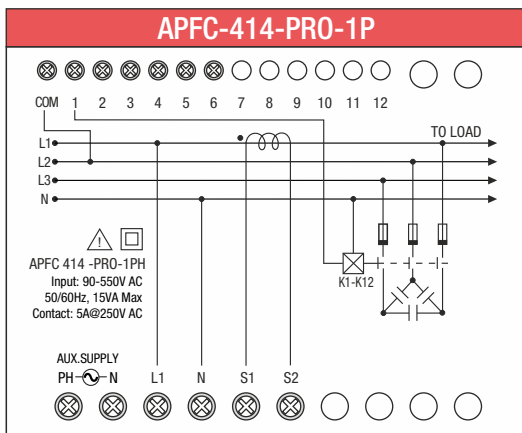 APFC-414-PRO-1P
COM 1 2 3 4 5 6 7 8 9 10 11 12
TO LOAD
L1
L2
L3
N
APFC 414 -PRO-1PH
Input: 90-550V AC
50/60Hz, 15VA Max
Contact: 5A@250V AC
K1-K12
AUX.SUPPLY
PH N L1 N S1 S2